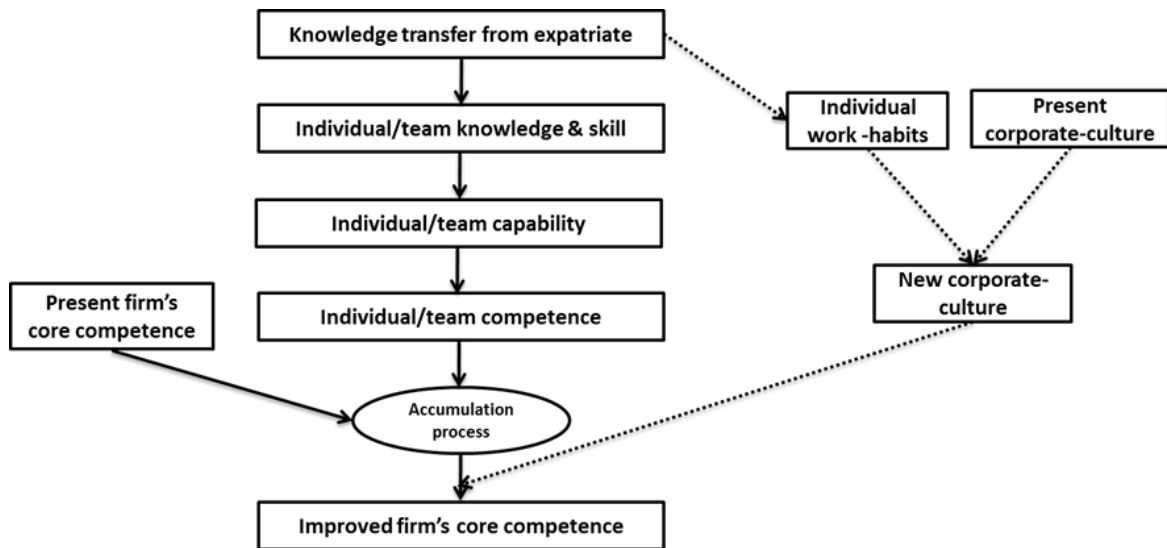 Knowledge transfer from expatriate
Individual/team knowledge & skill
Individual
work -habits
Present
corporate-culture
Individual/team capability
New corporate-
culture
Present firm's
core competence
Individual/team competence
Accumulation
process
Improved firm's core competence